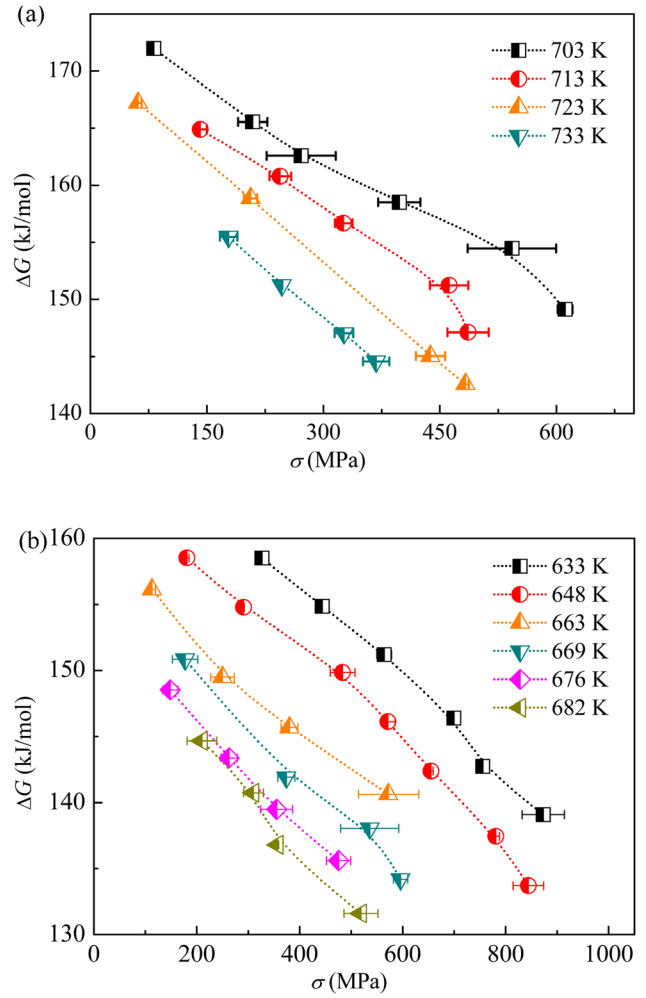 (a)
170
160
150
140
ΔG (kJ/mol)
703 K
713 K
723 K
733 K
0 150 300 450 600
σ (MPa)
(b)
160
150
140
130
ΔG (kJ/mol)
633 K
648 K
663 K
669 K
676 K
682 K
0 200 400 600 800 1000
σ (MPa)